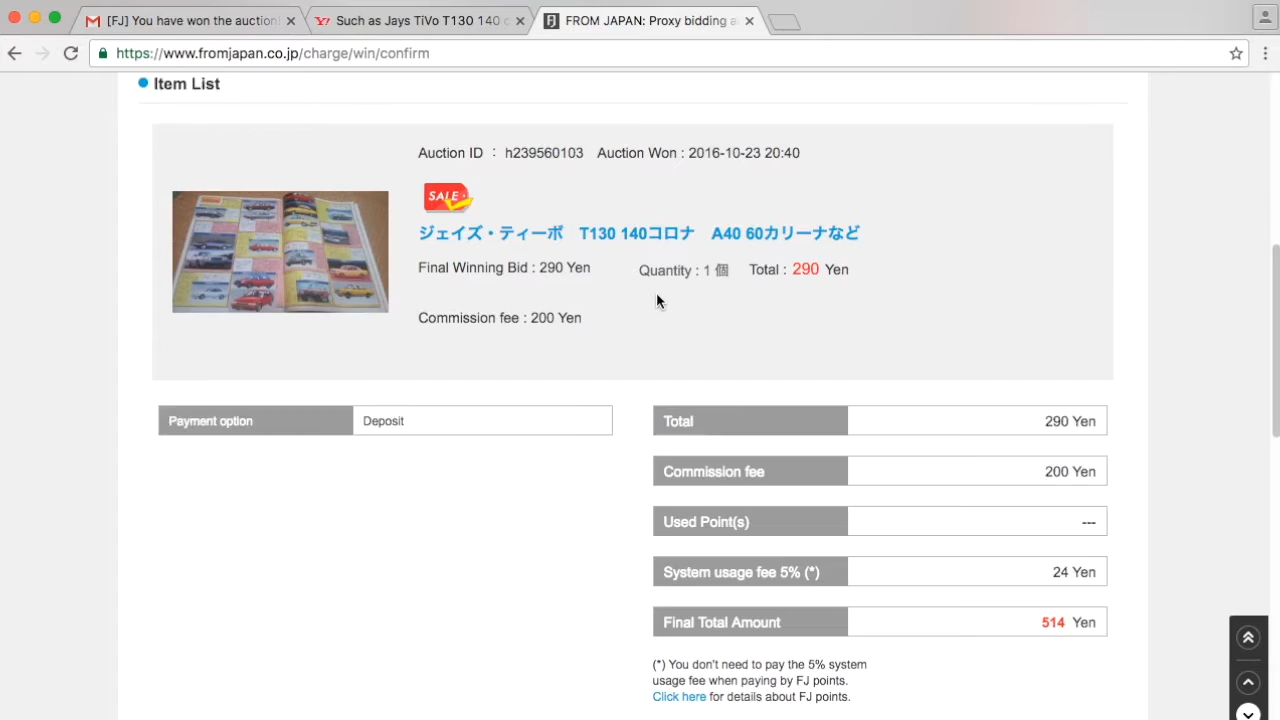 [FJ] You have won the auction
Such as Jays TiVo T130 140 c
FROM JAPAN: Proxy bidding a
https://www.fromjapan.co.jp/charge/win/confirm
Item List
Auction ID : h239560103 Auction Won : 2016-10-23 20:40
SALE
ジェイズ・ティーポ　T130 140コロナ　A40 60カリーナなど
Final Winning Bid : 290 Yen Quantity : 1 個 Total : 290 Yen
Commission fee : 200 Yen
Payment option Deposit
Total 290 Yen
Commission fee 200 Yen
Used Point(s) ---
System usage fee 5% (*) 24 Yen
Final Total Amount 514 Yen
(*) You don't need to pay the 5% system
usage fee when paying by FJ points.
Click here for details about FJ points.